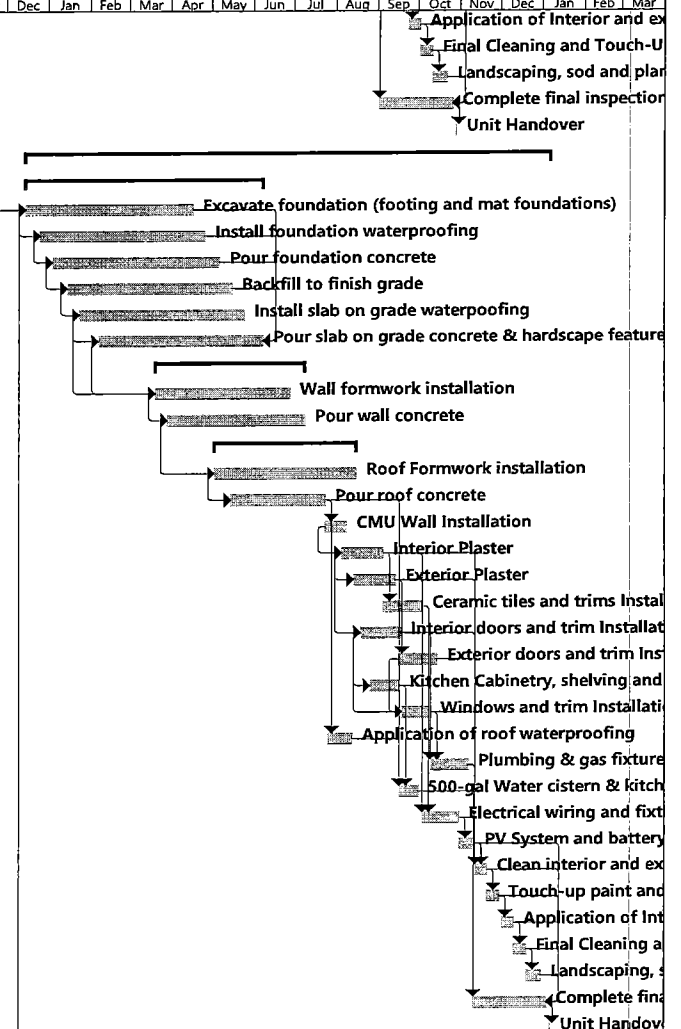 Dec Jan Feb Mar Apr May Jun Jul Aug Sep Oct Nov Dec Jan Feb Mar
Application of Interior and ex
Final Cleaning and Touch-U
Landscaping, sod and plan
Complete final inspection
Unit Handover
Excavate foundation (footing and mat foundations)
Install foundation waterproofing
Pour foundation concrete
Backfill to finish grade
Install slab on grade waterpoofing
Pour slab on grade concrete & hardscape feature
Wall formwork installation
Pour wall concrete
Roof Formwork installation
Pour roof concrete
CMU Wall Installation
Interior Plaster
Exterior Plaster
Ceramic tiles and trims Instal
Interior doors and trim Installat
Exterior doors and trim Inst
Kitchen Cabinetry, shelving and
Windows and trim Installati
Application of roof waterproofing
Plumbing & gas fixture
500-gal Water cistern & kitch
Electrical wiring and fixt
PV System and battery
Clean interior and ex
Touch-up paint and
Application of Int
Final Cleaning a
Landscaping, s
Complete fina
Unit Handove